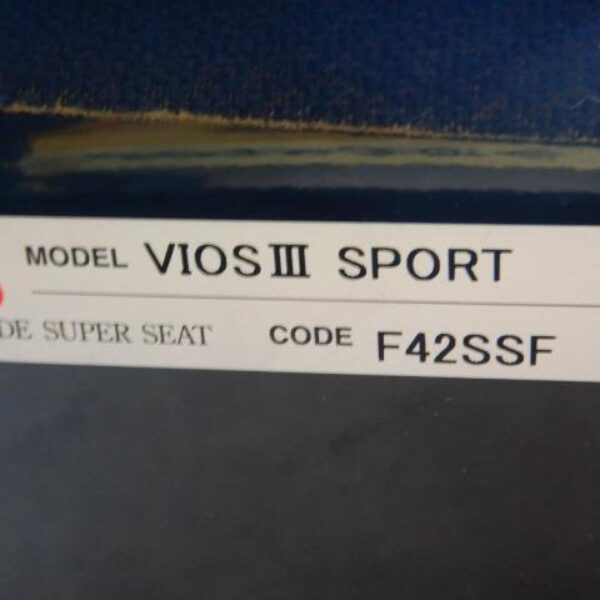 MODEL VIOSⅢ SPORT
DE SUPER SEAT CODE F42SSF